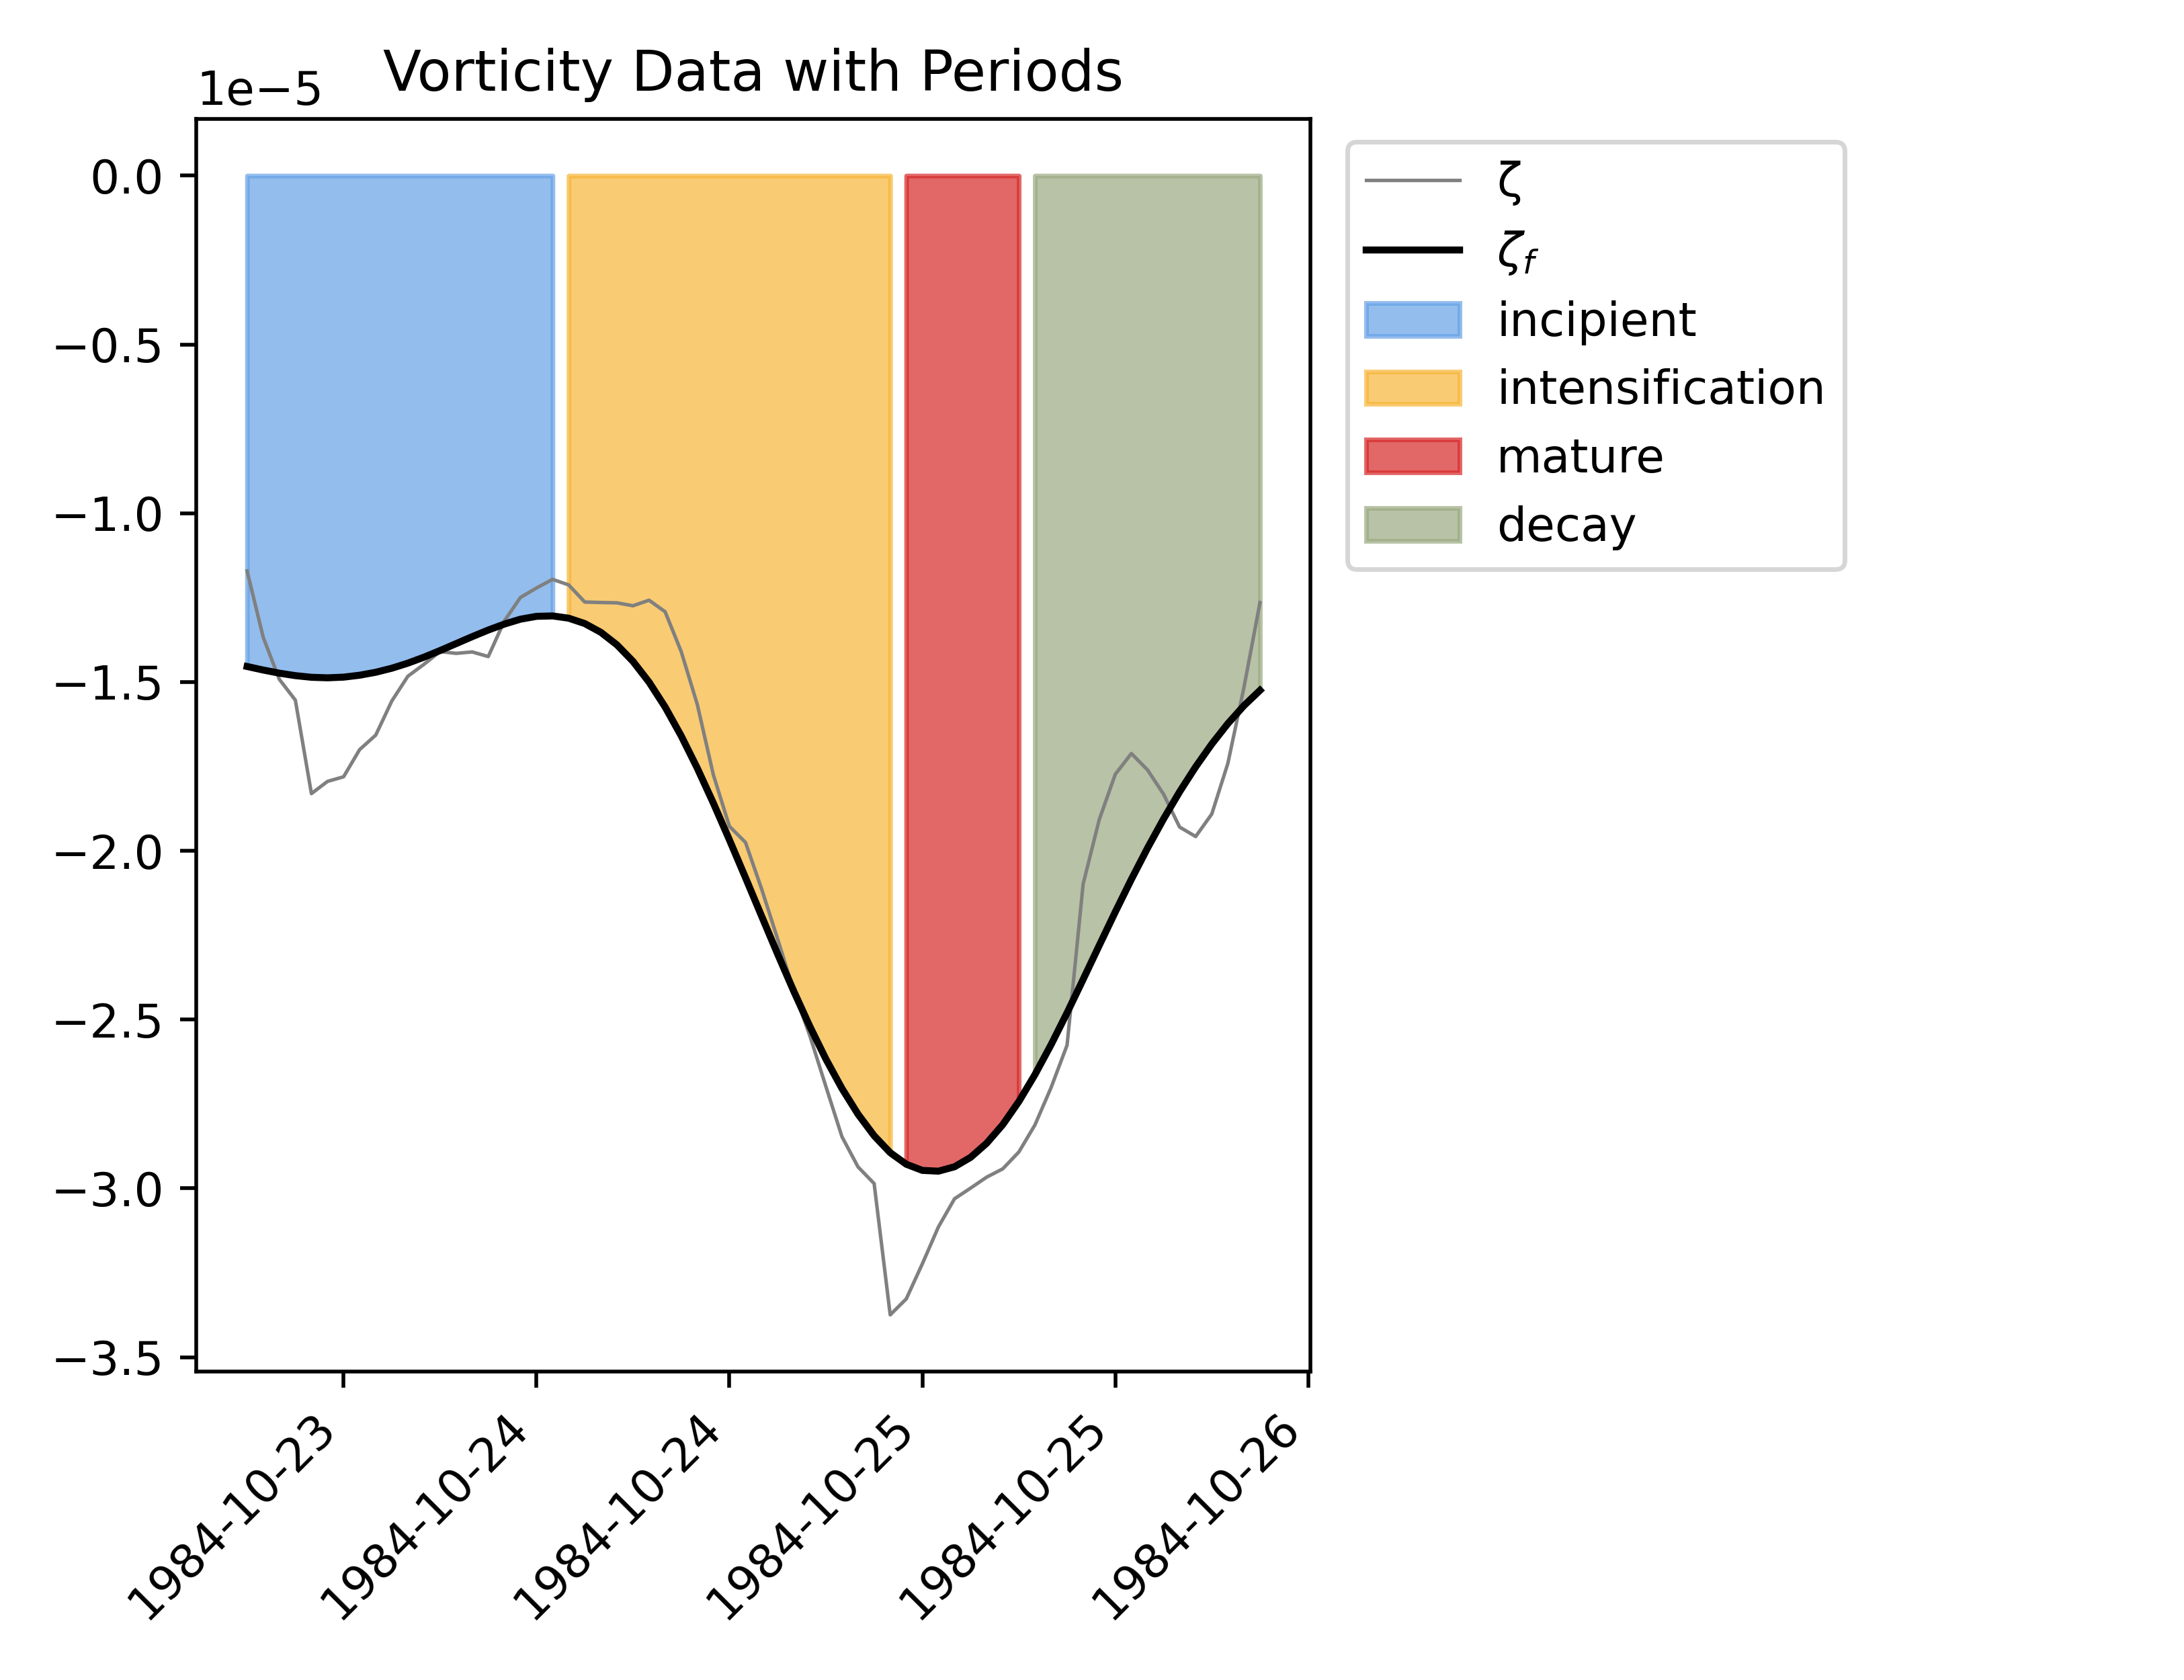 Vorticity Data with Periods
1e−5
0.0
−0.5
−1.0
−1.5
−2.0
−2.5
−3.0
−3.5
1984-10-23
1984-10-24
1984-10-24
1984-10-25
1984-10-25
1984-10-26
ζ
ζf
incipient
intensification
mature
decay